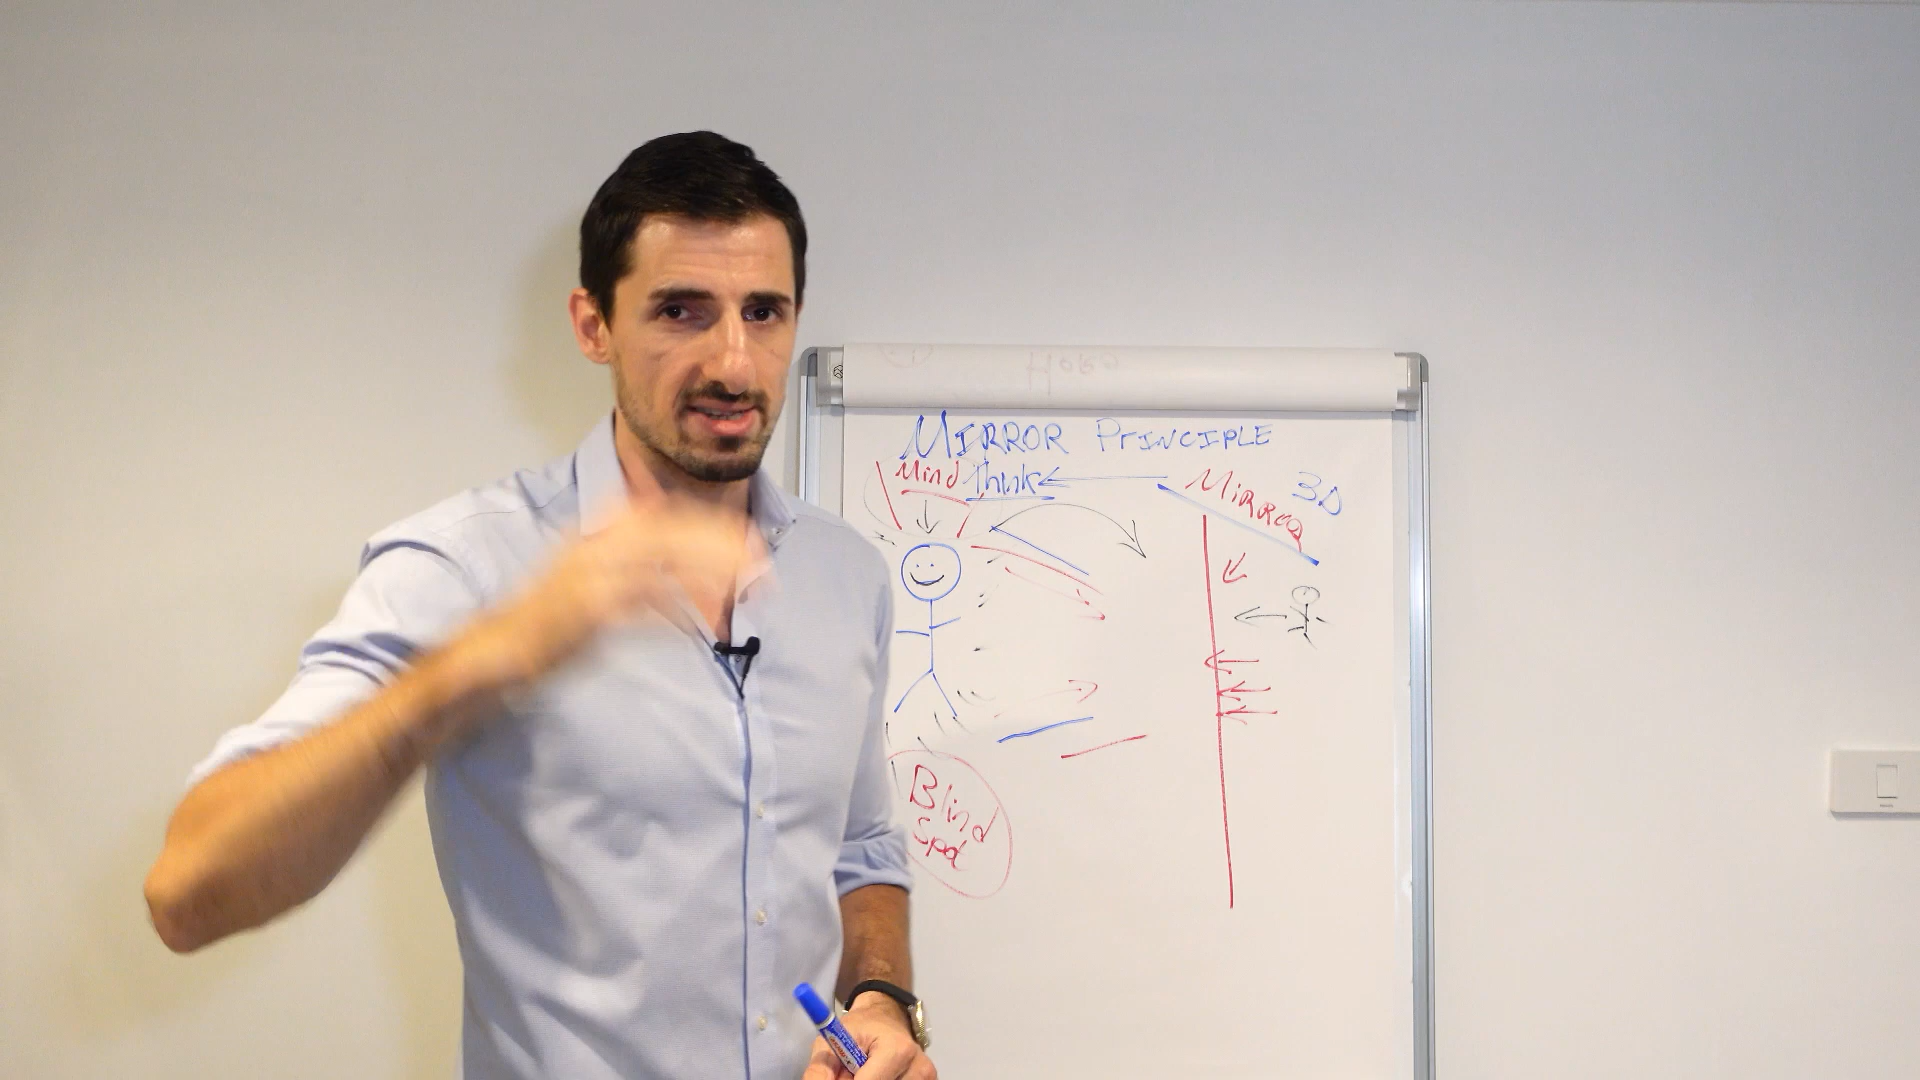 MIRROR PrINCIPLE
Mind Think
MiRROR 3D
Blind
Spot